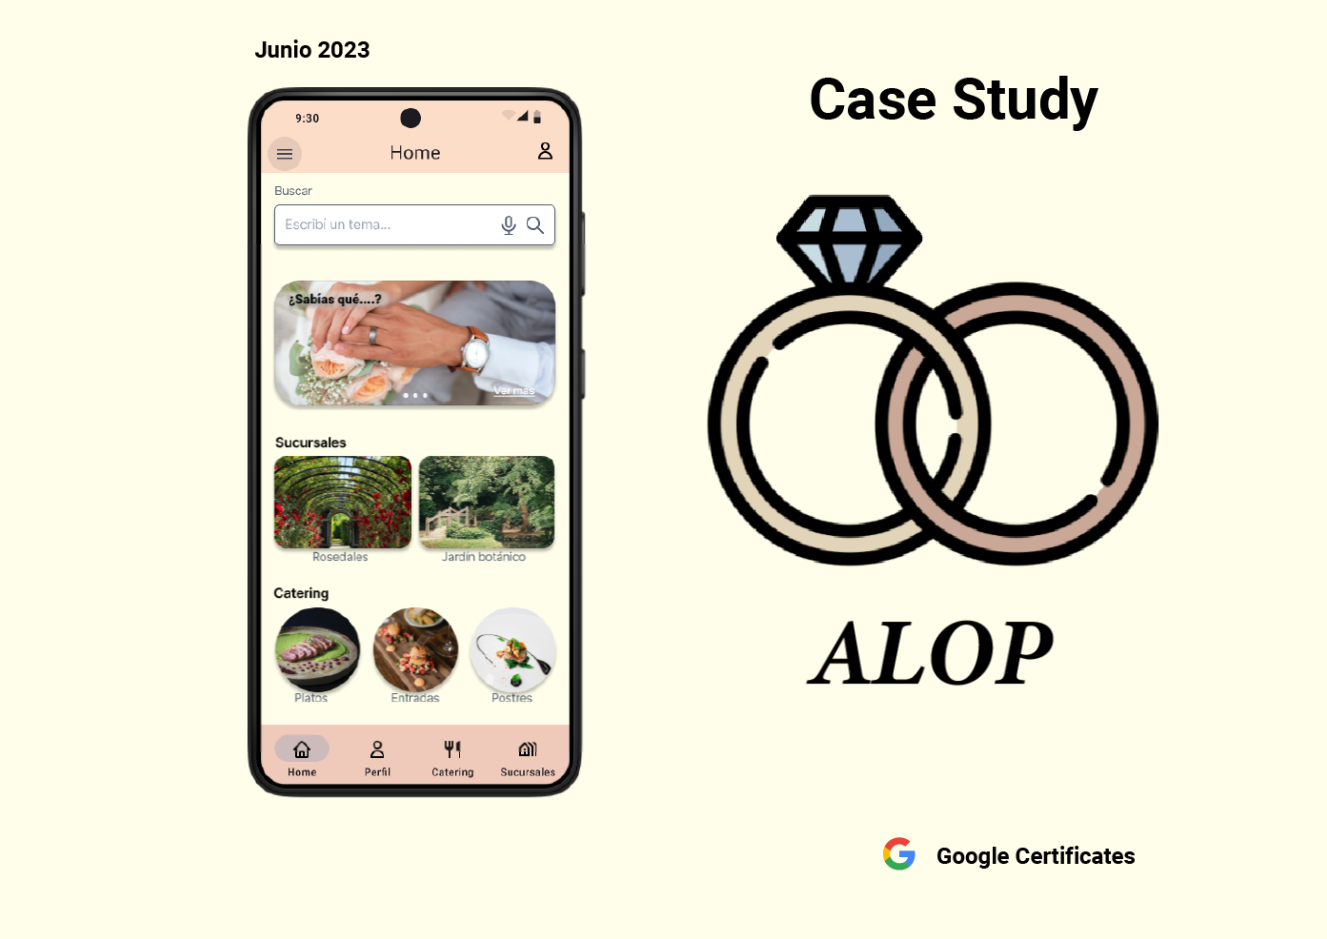 Junio 2023
Case Study
9:30
Home
Buscar
Escribí un tema...
¿Sabías qué....?
Ver más
Sucursales
Rosedales
Jardín botánico
Catering
Platos
Entradas
Postres
Home
Perfil
Catering
Sucursales
ALOP
Google Certificates